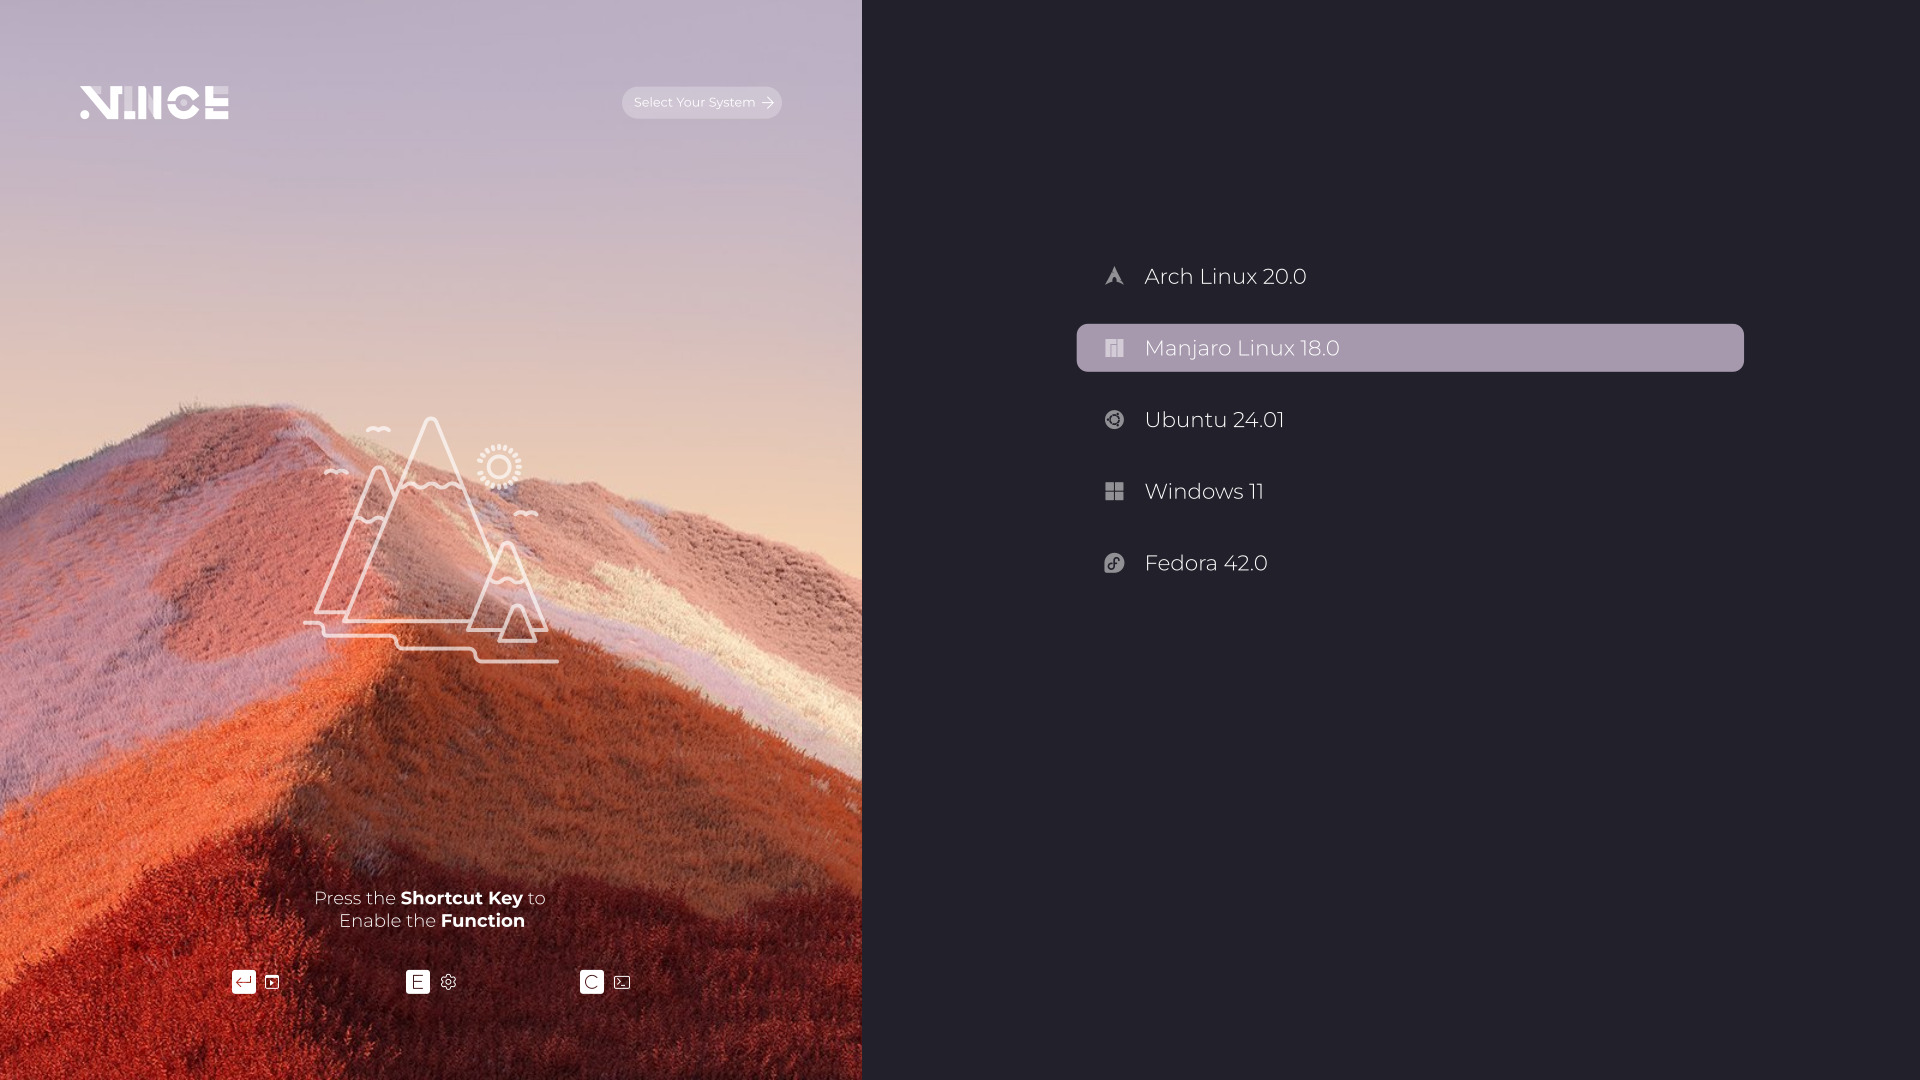 VINCE
Select Your System
Arch Linux 20.0
Manjaro Linux 18.0
Ubuntu 24.01
Windows 11
Fedora 42.0
Press the Shortcut Key to
Enable the Function
E
C